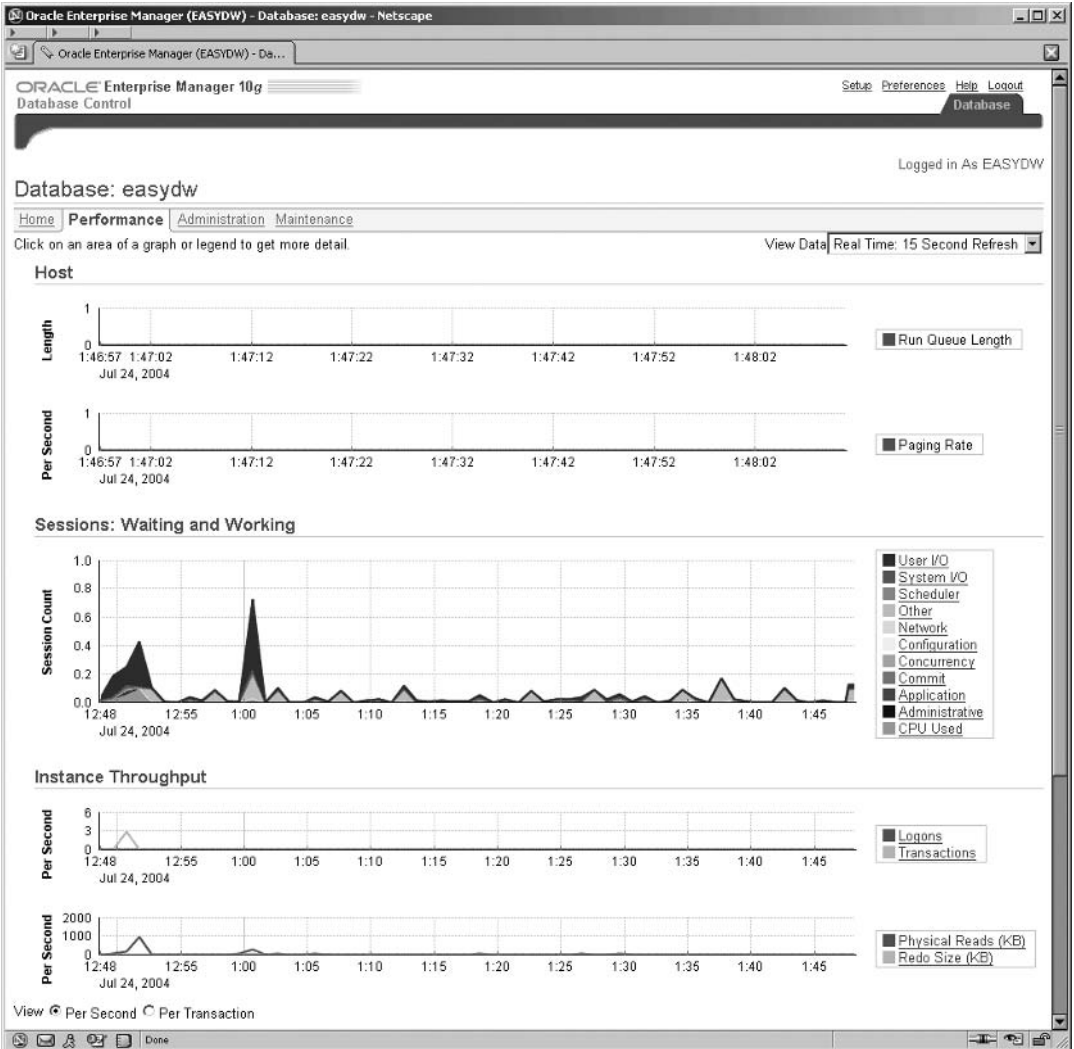 Oracle Enterprise Manager (EASYDW) - Database: easydw - Netscape
Oracle Enterprise Manager (EASYDW) - Da...
ORACLE Enterprise Manager 10g
Database Control
Setup Preferences Help Logout
Database
Logged in As EASYDW
Database: easydw
Home Performance Administration Maintenance
Click on an area of a graph or legend to get more detail.
View Data Real Time: 15 Second Refresh
Host
Length
1
0
1:46:57 1:47:02 1:47:12 1:47:22 1:47:32 1:47:42 1:47:52 1:48:02
Jul 24, 2004
Run Queue Length
Per Second
1
0
1:46:57 1:47:02 1:47:12 1:47:22 1:47:32 1:47:42 1:47:52 1:48:02
Jul 24, 2004
Paging Rate
Sessions: Waiting and Working
Session Count
1.0
0.8
0.6
0.4
0.2
0.0
12:48 12:55 1:00 1:05 1:10 1:15 1:20 1:25 1:30 1:35 1:40 1:45
Jul 24, 2004
User I/O
System I/O
Scheduler
Other
Network
Configuration
Concurrency
Commit
Application
Administrative
CPU Used
Instance Throughput
Per Second
6
3
0
12:48 12:55 1:00 1:05 1:10 1:15 1:20 1:25 1:30 1:35 1:40 1:45
Jul 24, 2004
Logons
Transactions
Per Second
2000
1000
0
12:48 12:55 1:00 1:05 1:10 1:15 1:20 1:25 1:30 1:35 1:40 1:45
Jul 24, 2004
Physical Reads (KB)
Redo Size (KB)
View Per Second Per Transaction
Done